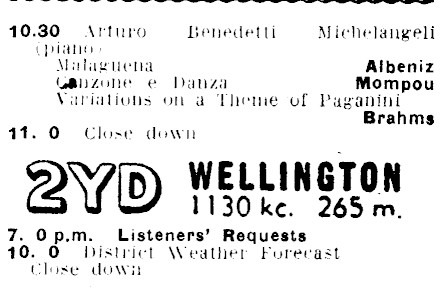 10.30 Arturo Benedetti Michelangeli
(piano)
Malaguena Albeniz
Canzone e Danza Mompou
Variations on a Theme of Paganini
Brahms
11. 0 Close down
2YD WELLINGTON
1130 kc. 265 m.
7. 0 p.m. Listeners' Requests
10. 0 District Weather Forecast
Close down